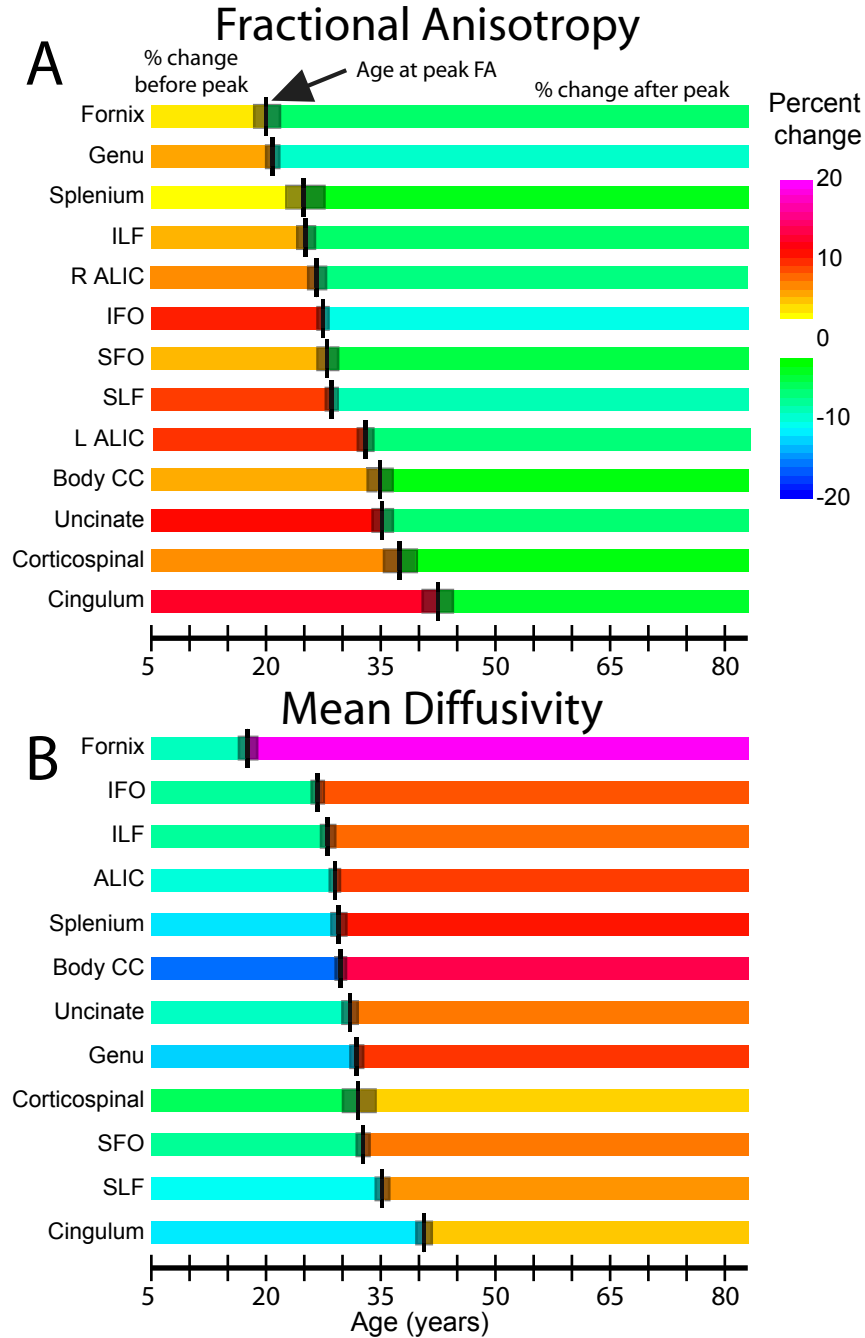 Fractional Anisotropy
A
% change
before peak
Age at peak FA
% change after peak
Percent
change
Fornix
Genu
Splenium
ILF
R ALIC
IFO
SFO
SLF
L ALIC
Body CC
Uncinate
Corticospinal
Cingulum
20
10
0
-10
-20
5 20 35 50 65 80
Mean Diffusivity
B
Fornix
IFO
ILF
ALIC
Splenium
Body CC
Uncinate
Genu
Corticospinal
SFO
SLF
Cingulum
5 20 35 50 65 80
Age (years)